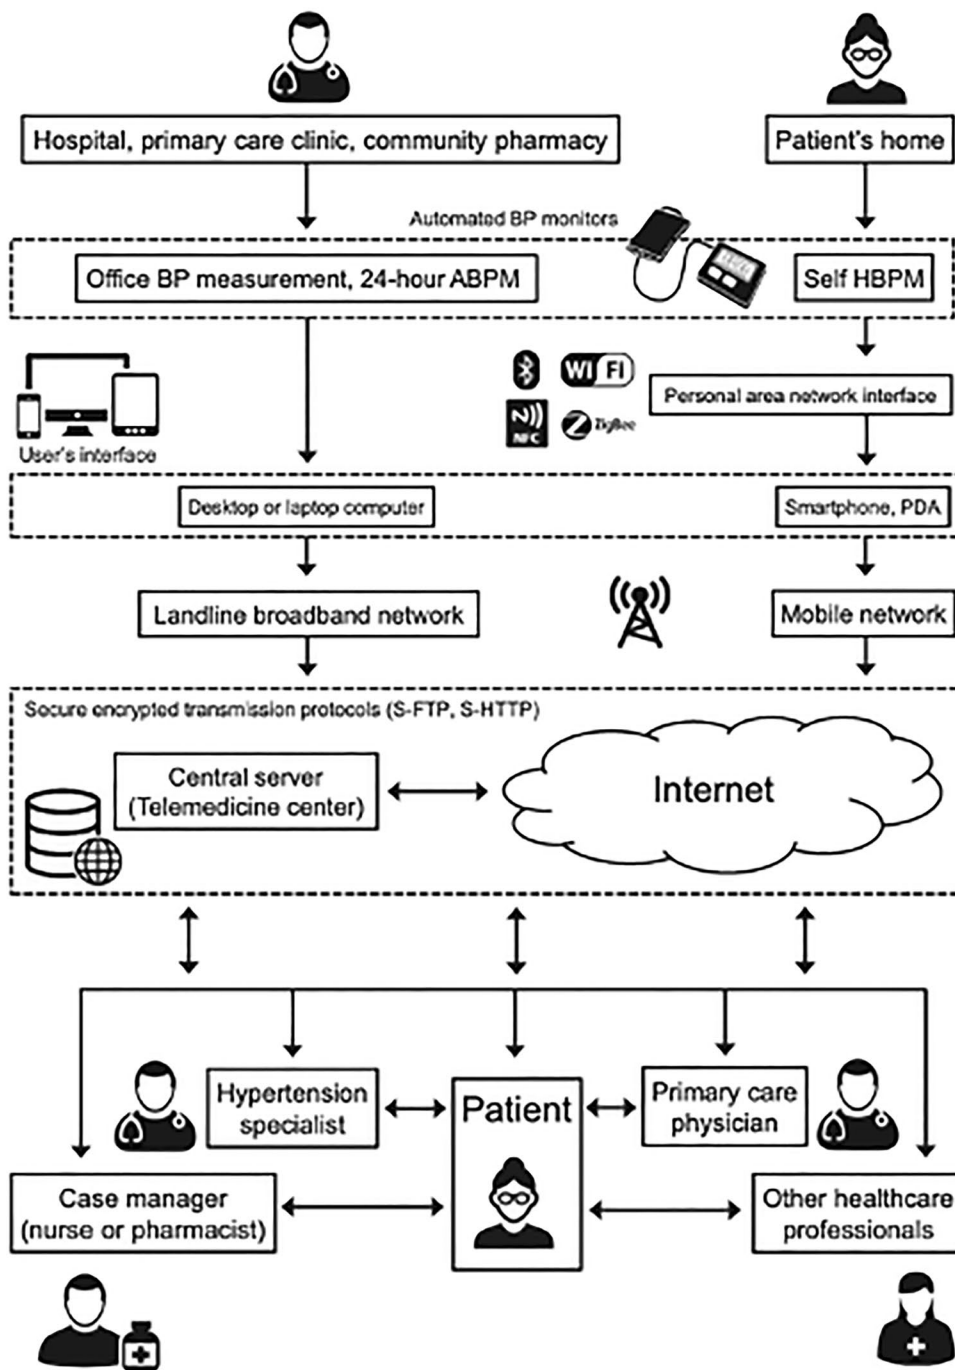 Hospital, primary care clinic, community pharmacy
Patient's home
Automated BP monitors
Office BP measurement, 24-hour ABPM
Self HBPM
WI FI
Personal area network interface
N
NFC
ZigBee
User's interface
Desktop or laptop computer
Smartphone, PDA
Landline broadband network
Mobile network
Secure encrypted transmission protocols (S-FTP, S-HTTP)
Central server
(Telemedicine center)
Internet
Hypertension
specialist
Patient
Primary care
physician
Case manager
(nurse or pharmacist)
Other healthcare
professionals